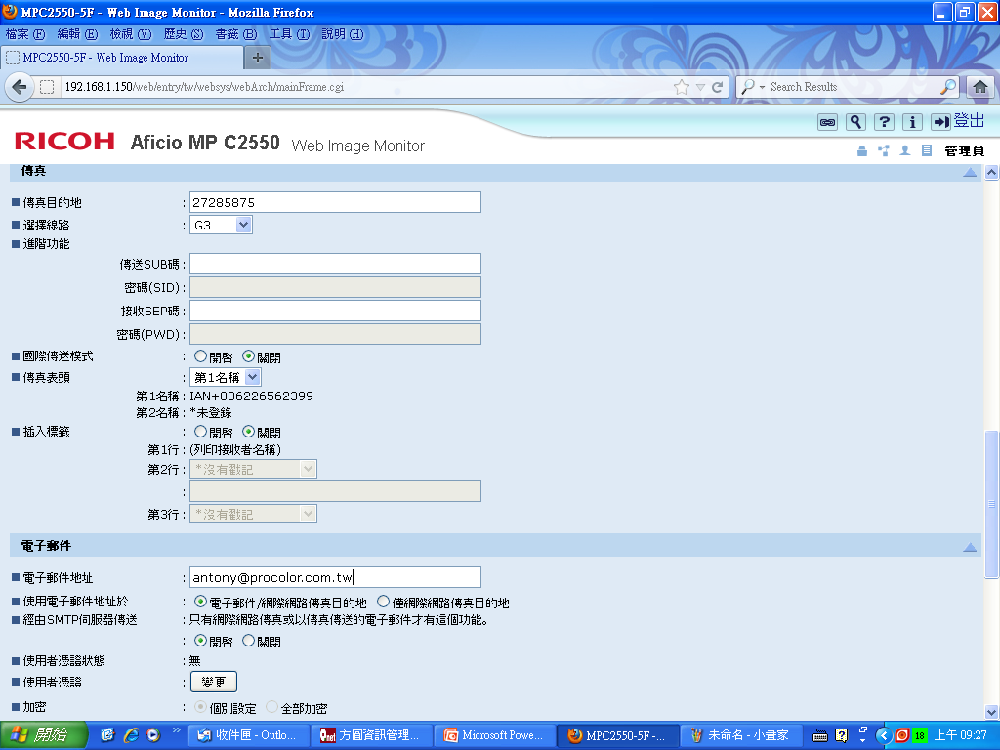 MPC2550-5F - Web Image Monitor - Mozilla Firefox
檔案 (F) 編輯 (E) 檢視 (V) 歷史 (S) 書籤 (B) 工具 (T) 說明 (H)
MPC2550-5F - Web Image Monitor
192.168.1.150/web/entry/tw/websys/webArch/mainFrame.cgi Search Results
登出
RICOH Aficio MP C2550 Web Image Monitor
管理員
傳真
傳真目的地 : 27285875
選擇線路 : G3
進階功能
傳送SUB碼 :
密碼(SID) :
接收SEP碼 :
密碼(PWD) :
國際傳送模式 : 開啓 關閉
傳真表頭 : 第1名稱
第1名稱 : IAN+886226562399
第2名稱 : *未登錄
插入標籤 : 開啓 關閉
第1行 : (列印接收者名稱)
第2行 : *沒有戳記
:
第3行 : *沒有戳記
電子郵件
電子郵件地址 : antony@procolor.com.tw
使用電子郵件地址於 : 電子郵件/網際網路傳真目的地 僅網際網路傳真目的地
經由SMTP伺服器傳送 : 只有網際網路傳真或以傳真傳送的電子郵件才有這個功能。
: 開啓 關閉
使用者憑證狀態 : 無
使用者憑證 : 變更
加密 : 個別設定 全部加密
開始 收件匣 - Outlo... 方圓資訊管理... Microsoft Powe... MPC2550-5F -... 未命名 - 小畫家 18 上午 09:27